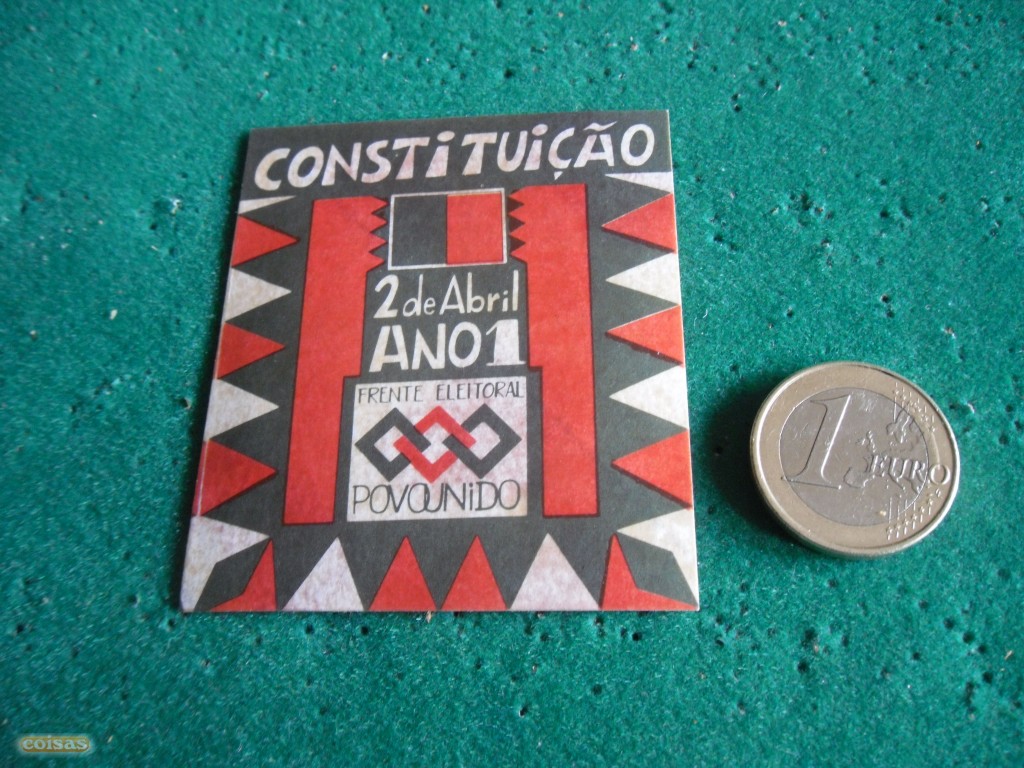 CONSTiTUiÇÃO
2 de Abril
ANO 1
FRENTE ELEITORAL
POVO UNiDO
1
EURO
coisas